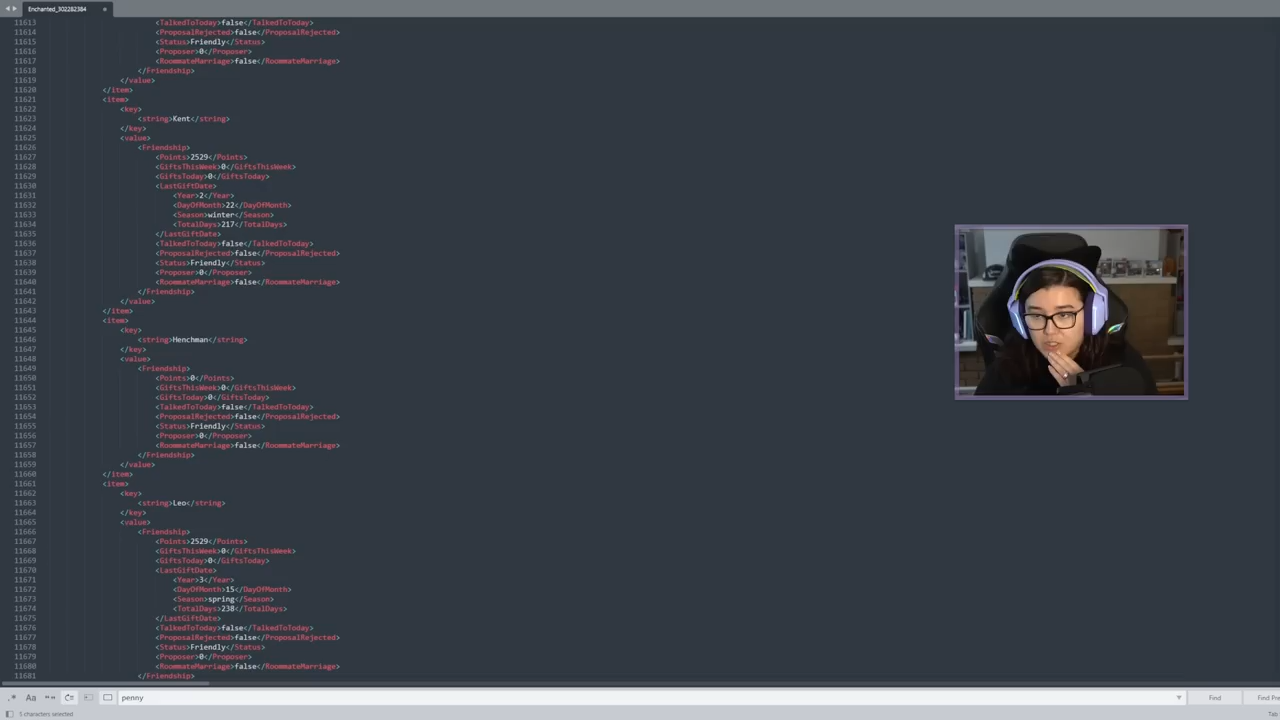 Enchanted_302282384
11613 <TalkedToToday>false</TalkedToToday>
11614 <ProposalRejected>false</ProposalRejected>
11615 <Status>Friendly</Status>
11616 <Proposer>0</Proposer>
11617 <RoommateMarriage>false</RoommateMarriage>
11618 </Friendship>
11619 </value>
11620 </item>
11621 <item>
11622 <key>
11623 <string>Kent</string>
11624 </key>
11625 <value>
11626 <Friendship>
11627 <Points>2529</Points>
11628 <GiftsThisWeek>0</GiftsThisWeek>
11629 <GiftsToday>0</GiftsToday>
11630 <LastGiftDate>
11631 <Year>2</Year>
11632 <DayOfMonth>22</DayOfMonth>
11633 <Season>winter</Season>
11634 <TotalDays>217</TotalDays>
11635 </LastGiftDate>
11636 <TalkedToToday>false</TalkedToToday>
11637 <ProposalRejected>false</ProposalRejected>
11638 <Status>Friendly</Status>
11639 <Proposer>0</Proposer>
11640 <RoommateMarriage>false</RoommateMarriage>
11641 </Friendship>
11642 </value>
11643 </item>
11644 <item>
11645 <key>
11646 <string>Henchman</string>
11647 </key>
11648 <value>
11649 <Friendship>
11650 <Points>0</Points>
11651 <GiftsThisWeek>0</GiftsThisWeek>
11652 <GiftsToday>0</GiftsToday>
11653 <TalkedToToday>false</TalkedToToday>
11654 <ProposalRejected>false</ProposalRejected>
11655 <Status>Friendly</Status>
11656 <Proposer>0</Proposer>
11657 <RoommateMarriage>false</RoommateMarriage>
11658 </Friendship>
11659 </value>
11660 </item>
11661 <item>
11662 <key>
11663 <string>Leo</string>
11664 </key>
11665 <value>
11666 <Friendship>
11667 <Points>2529</Points>
11668 <GiftsThisWeek>0</GiftsThisWeek>
11669 <GiftsToday>0</GiftsToday>
11670 <LastGiftDate>
11671 <Year>3</Year>
11672 <DayOfMonth>15</DayOfMonth>
11673 <Season>spring</Season>
11674 <TotalDays>238</TotalDays>
11675 </LastGiftDate>
11676 <TalkedToToday>false</TalkedToToday>
11677 <ProposalRejected>false</ProposalRejected>
11678 <Status>Friendly</Status>
11679 <Proposer>0</Proposer>
11680 <RoommateMarriage>false</RoommateMarriage>
11681 </Friendship>
.* Aa penny Find Find Pre
5 characters selected Tab